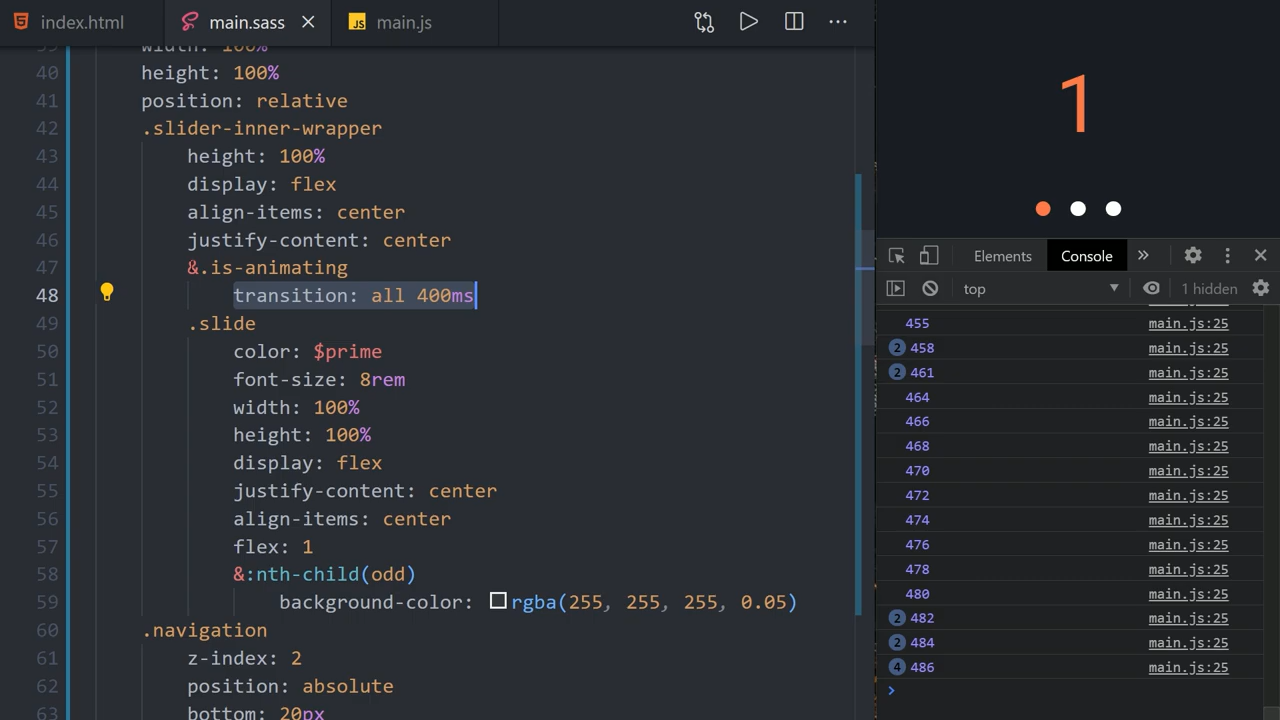 index.html
main.sass
main.js
width: 100%
40 height: 100%
41 position: relative
42 .slider-inner-wrapper
43 height: 100%
44 display: flex
45 align-items: center
46 justify-content: center
47 &.is-animating
48 transition: all 400ms
49 .slide
50 color: $prime
51 font-size: 8rem
52 width: 100%
53 height: 100%
54 display: flex
55 justify-content: center
56 align-items: center
57 flex: 1
58 &:nth-child(odd)
59 background-color: rgba(255, 255, 255, 0.05)
60 .navigation
61 z-index: 2
62 position: absolute
63 bottom: 20px
1
Elements Console
top 1 hidden
455 main.js:25
2 458 main.js:25
2 461 main.js:25
464 main.js:25
466 main.js:25
468 main.js:25
470 main.js:25
472 main.js:25
474 main.js:25
476 main.js:25
478 main.js:25
480 main.js:25
2 482 main.js:25
2 484 main.js:25
4 486 main.js:25